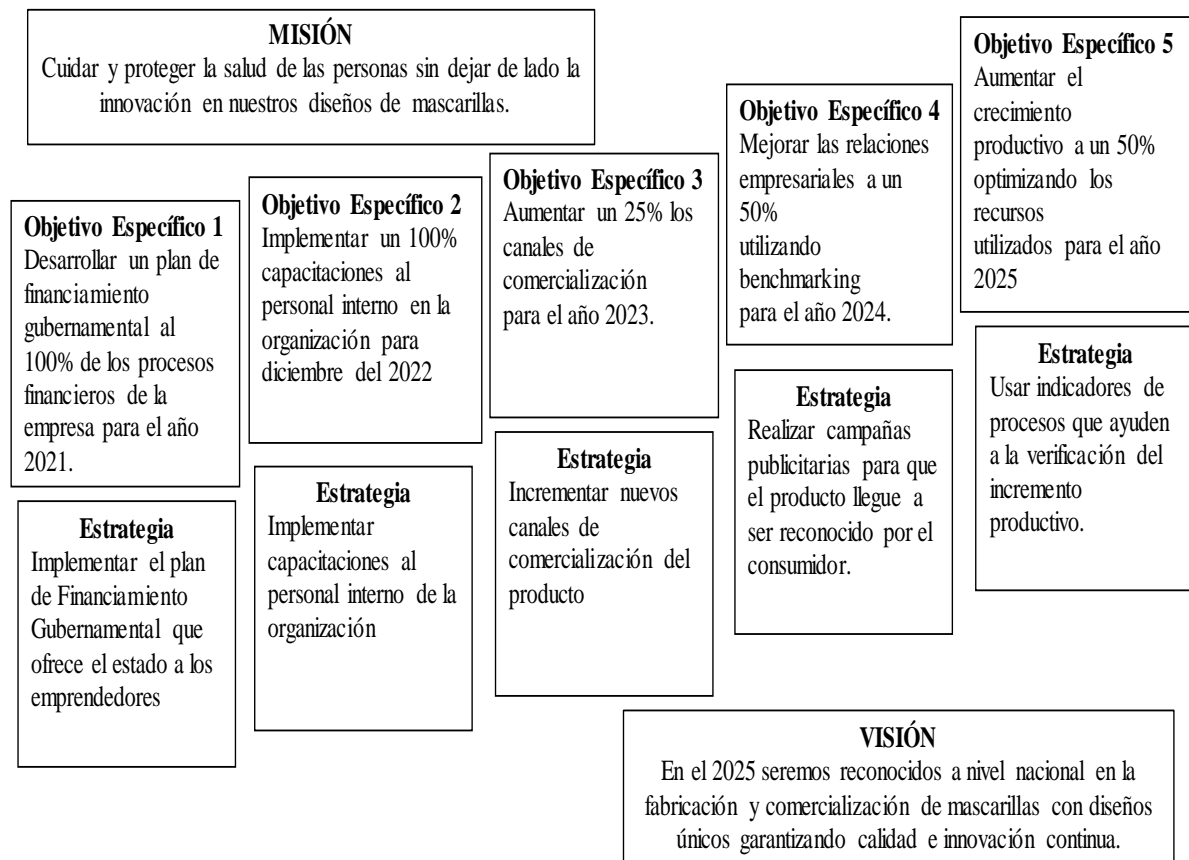 MISIÓN
Cuidar y proteger la salud de las personas sin dejar de lado la
innovación en nuestros diseños de mascarillas.
Objetivo Específico 1
Desarrollar un plan de
financiamiento
gubernamental al
100% de los procesos
financieros de la
empresa para el año
2021.
Estrategia
Implementar el plan
de Financiamiento
Gubernamental que
ofrece el estado a los
emprendedores
Objetivo Específico 2
Implementar un 100%
capacitaciones al
personal interno en la
organización para
diciembre del 2022
Estrategia
Implementar
capacitaciones al
personal interno de la
organización
Objetivo Específico 3
Aumentar un 25% los
canales de
comercialización
para el año 2023.
Estrategia
Incrementar nuevos
canales de
comercialización del
producto
Objetivo Específico 4
Mejorar las relaciones
empresariales a un
50%
utilizando
benchmarking
para el año 2024.
Estrategia
Realizar campañas
publicitarias para que
el producto llegue a
ser reconocido por el
consumidor.
Objetivo Específico 5
Aumentar el
crecimiento
productivo a un 50%
optimizando los
recursos
utilizados para el año
2025
Estrategia
Usar indicadores de
procesos que ayuden
a la verificación del
incremento
productivo.
VISIÓN
En el 2025 seremos reconocidos a nivel nacional en la
fabricación y comercialización de mascarillas con diseños
únicos garantizando calidad e innovación continua.